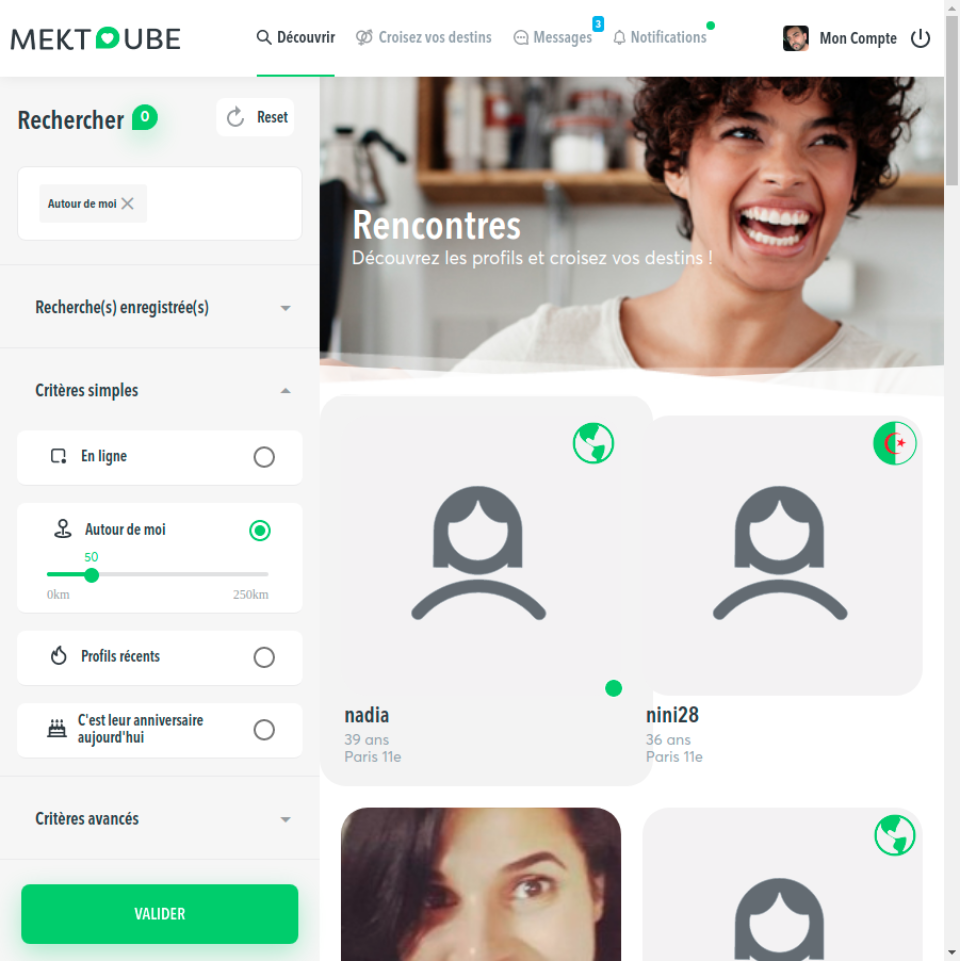 MEKTOUBE
Découvrir
Croisez vos destins
Messages
3
Notifications
Mon Compte
Rechercher
0
Reset
Autour de moi
Recherche(s) enregistrée(s)
Critères simples
En ligne
Autour de moi
50
0km
250km
Profils récents
C'est leur anniversaire
aujourd'hui
Critères avancés
VALIDER
Rencontres
Découvrez les profils et croisez vos destins !
nadia
39 ans
Paris 11e
nini28
36 ans
Paris 11e